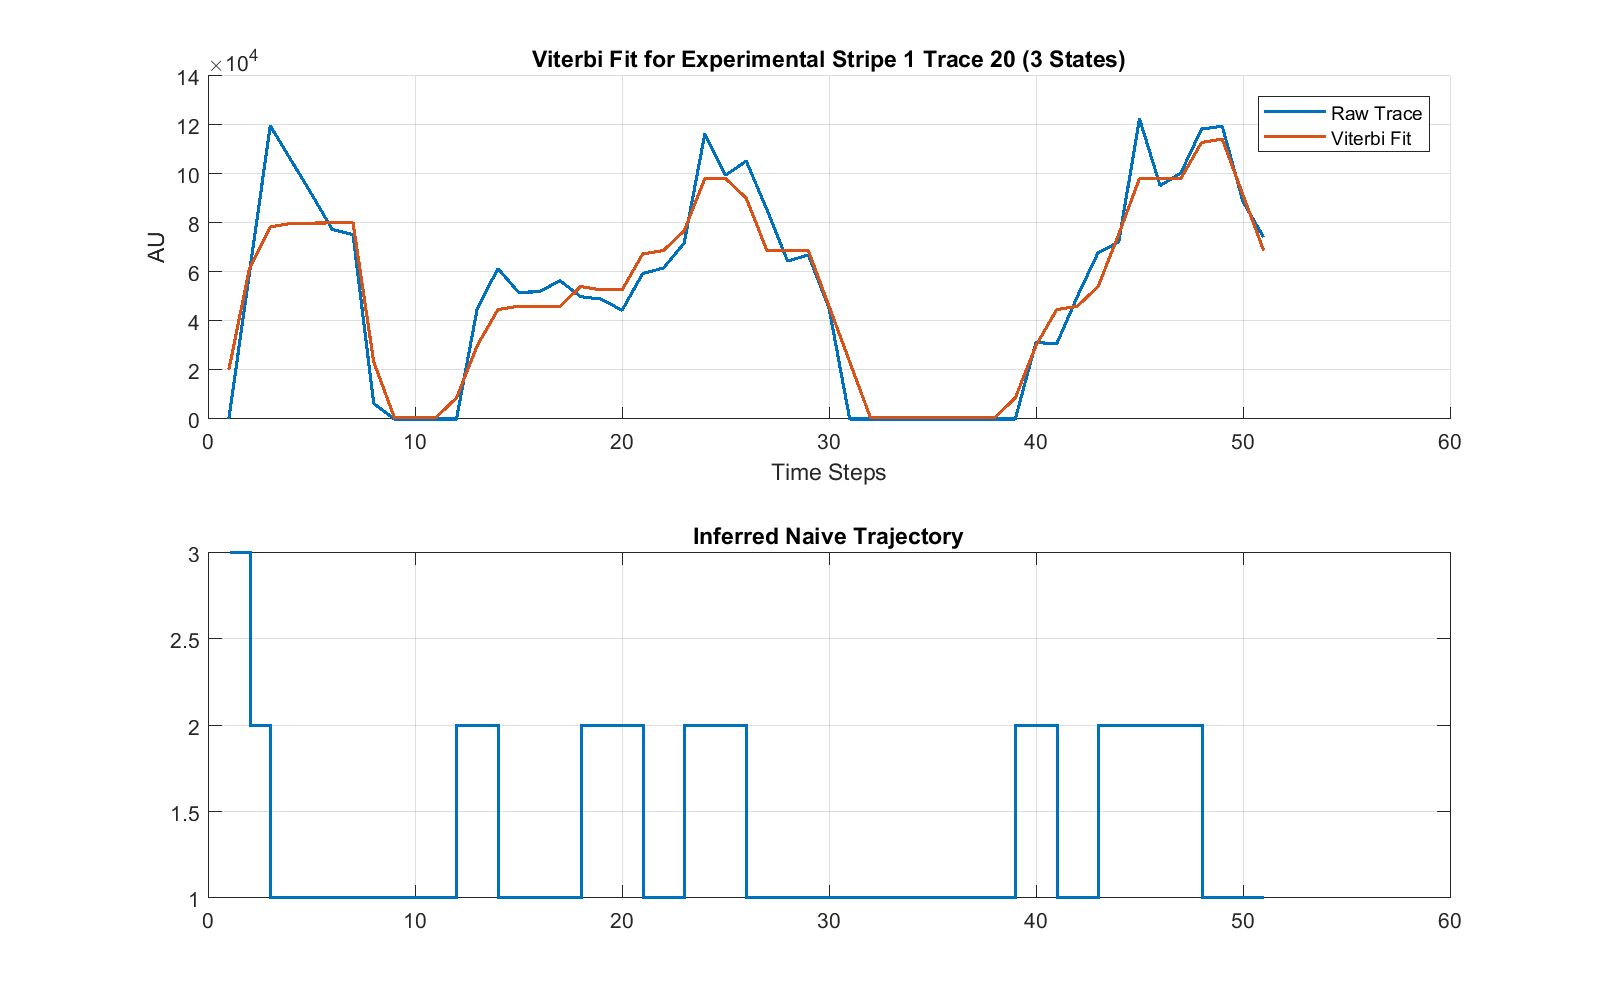 Viterbi Fit for Experimental Stripe 1 Trace 20 (3 States)
×10^4
14
12
10
8
6
4
2
0
AU
Raw Trace
Viterbi Fit
0 10 20 30 40 50 60
Time Steps
Inferred Naive Trajectory
3
2.5
2
1.5
1
0 10 20 30 40 50 60